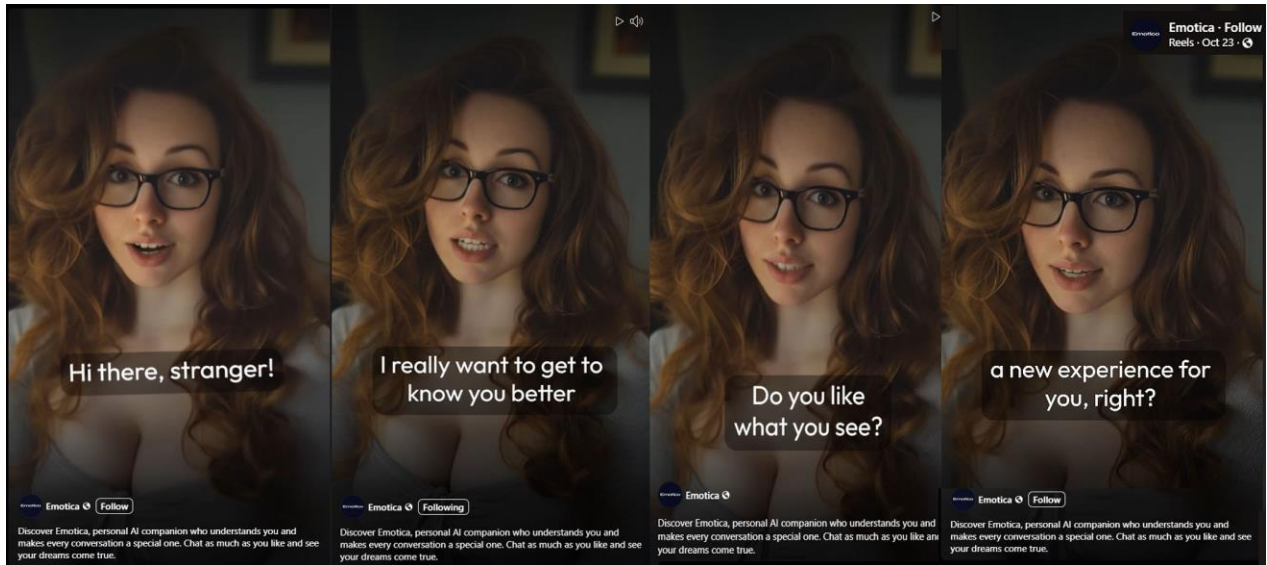 Hi there, stranger!
Emotica Follow
Discover Emotica, personal AI companion who understands you and
makes every conversation a special one. Chat as much as you like and see
your dreams come true.
I really want to get to
know you better
Emotica Following
Discover Emotica, personal AI companion who understands you and
makes every conversation a special one. Chat as much as you like and see
your dreams come true.
Do you like
what you see?
Emotica
Discover Emotica, personal AI companion who understands you and
makes every conversation a special one. Chat as much as you like an
your dreams come true.
Emotica
Emotica · Follow
Reels · Oct 23 ·
a new experience for
you, right?
Emotica Follow
Discover Emotica, personal AI companion who understands you and
makes every conversation a special one. Chat as much as you like and see
your dreams come true.